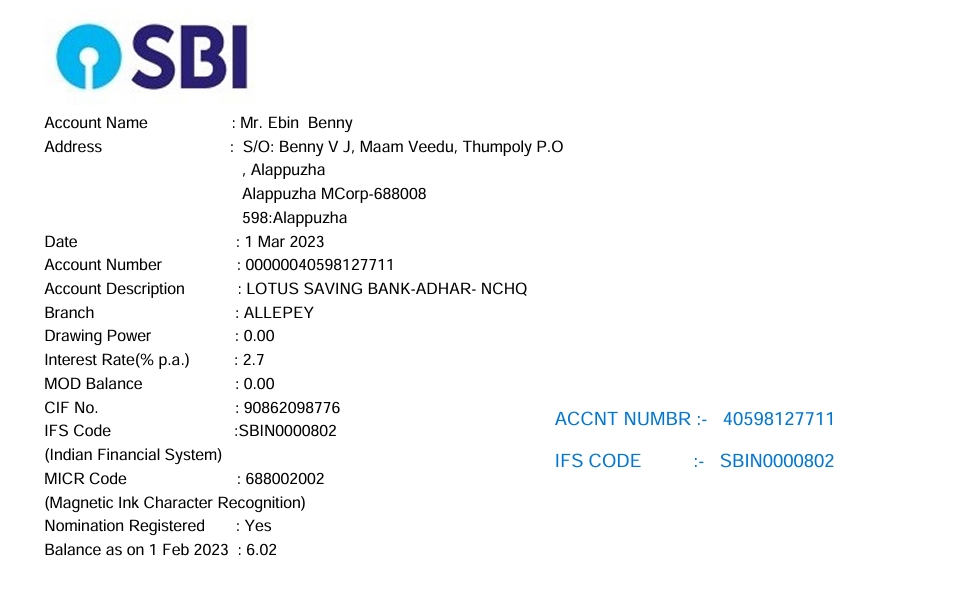 SBI
Account Name : Mr. Ebin Benny
Address : S/O: Benny V J, Maam Veedu, Thumpoly P.O
, Alappuzha
Alappuzha MCorp-688008
598:Alappuzha
Date : 1 Mar 2023
Account Number : 00000040598127711
Account Description : LOTUS SAVING BANK-ADHAR- NCHQ
Branch : ALLEPEY
Drawing Power : 0.00
Interest Rate(% p.a.) : 2.7
MOD Balance : 0.00
CIF No. : 90862098776
ACCNT NUMBR :- 40598127711
IFS Code :SBIN0000802
(Indian Financial System)
IFS CODE :- SBIN0000802
MICR Code : 688002002
(Magnetic Ink Character Recognition)
Nomination Registered : Yes
Balance as on 1 Feb 2023 : 6.02